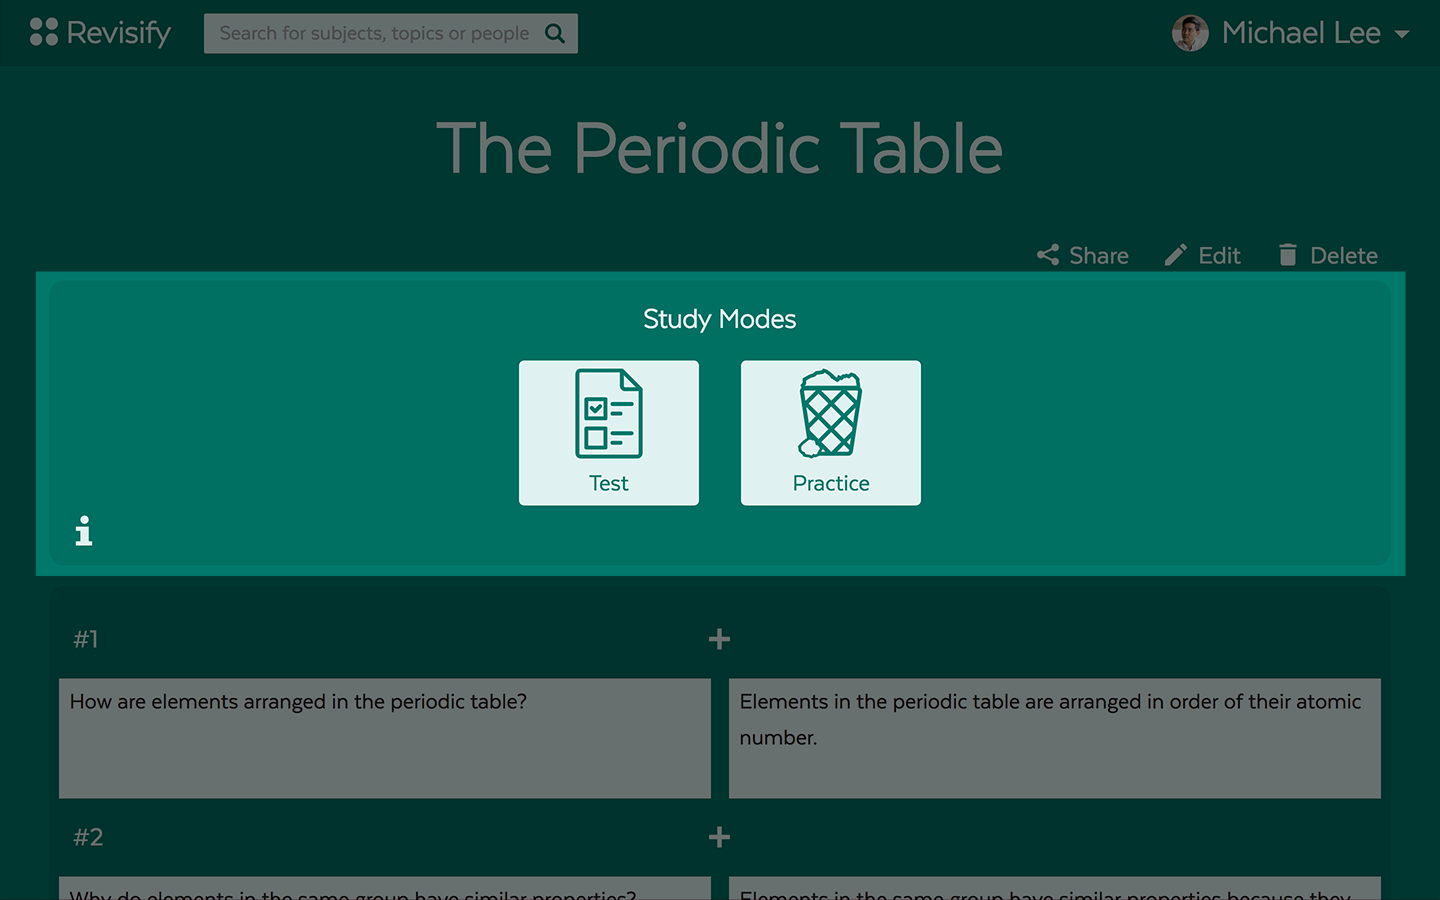 Revisify
Search for subjects, topics or people
Michael Lee
The Periodic Table
Share
Edit
Delete
Study Modes
Test
Practice
#1
How are elements arranged in the periodic table?
Elements in the periodic table are arranged in order of their atomic
number.
#2
Why do elements in the same group have similar properties?
Elements in the same group have similar properties because they